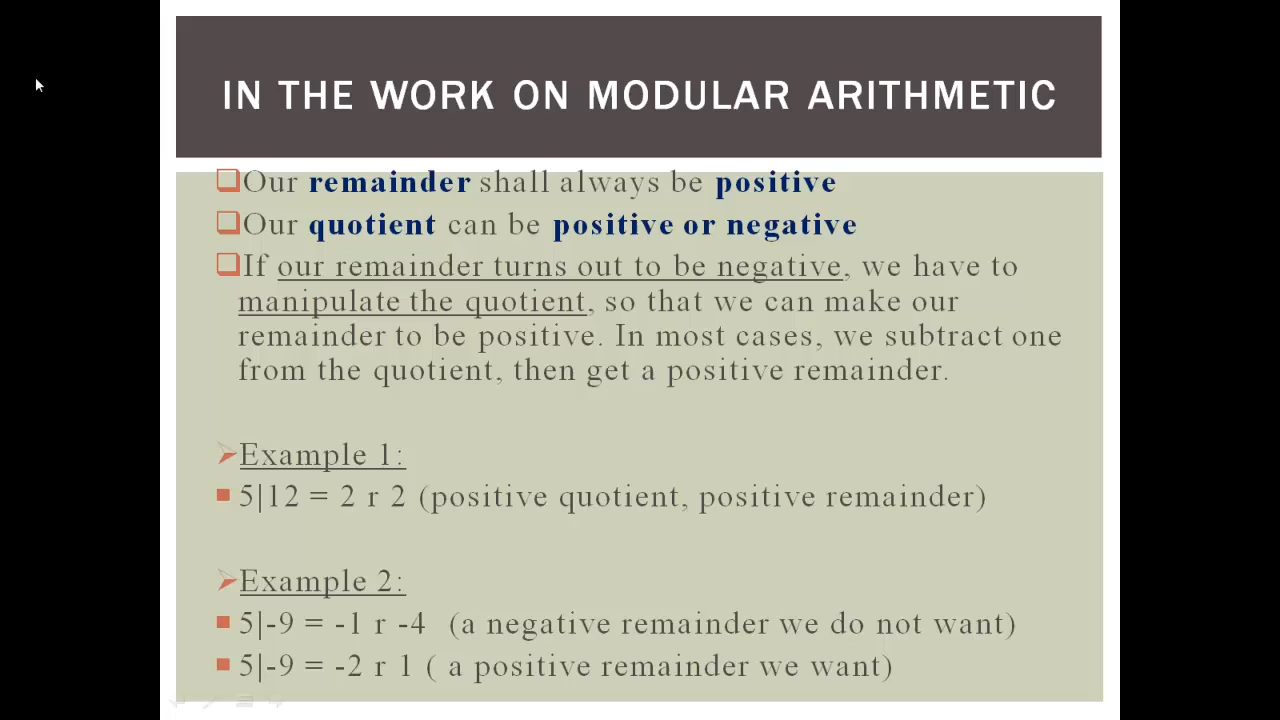 IN THE WORK ON MODULAR ARITHMETIC
❑Our remainder shall always be positive
❑Our quotient can be positive or negative
❑If our remainder turns out to be negative, we have to
manipulate the quotient, so that we can make our
remainder to be positive. In most cases, we subtract one
from the quotient, then get a positive remainder.
➢Example 1:
▪ 5|12 = 2 r 2 (positive quotient, positive remainder)
➢Example 2:
▪ 5|-9 = -1 r -4 (a negative remainder we do not want)
▪ 5|-9 = -2 r 1 ( a positive remainder we want)